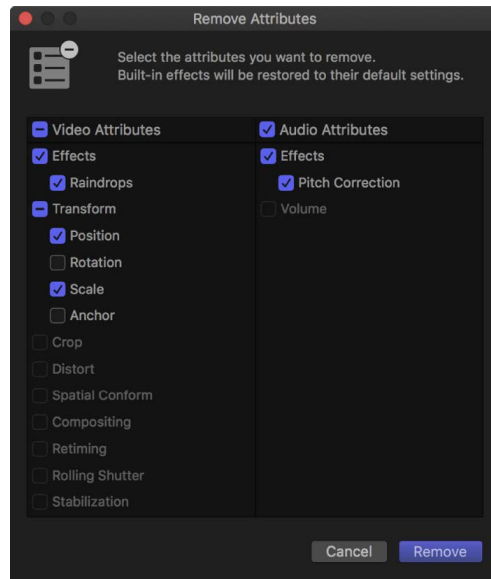 Remove Attributes
Select the attributes you want to remove.
Built-in effects will be restored to their default settings.
Video Attributes
Effects
Raindrops
Transform
Position
Rotation
Scale
Anchor
Crop
Distort
Spatial Conform
Compositing
Retiming
Rolling Shutter
Stabilization
Audio Attributes
Effects
Pitch Correction
Volume
Cancel
Remove